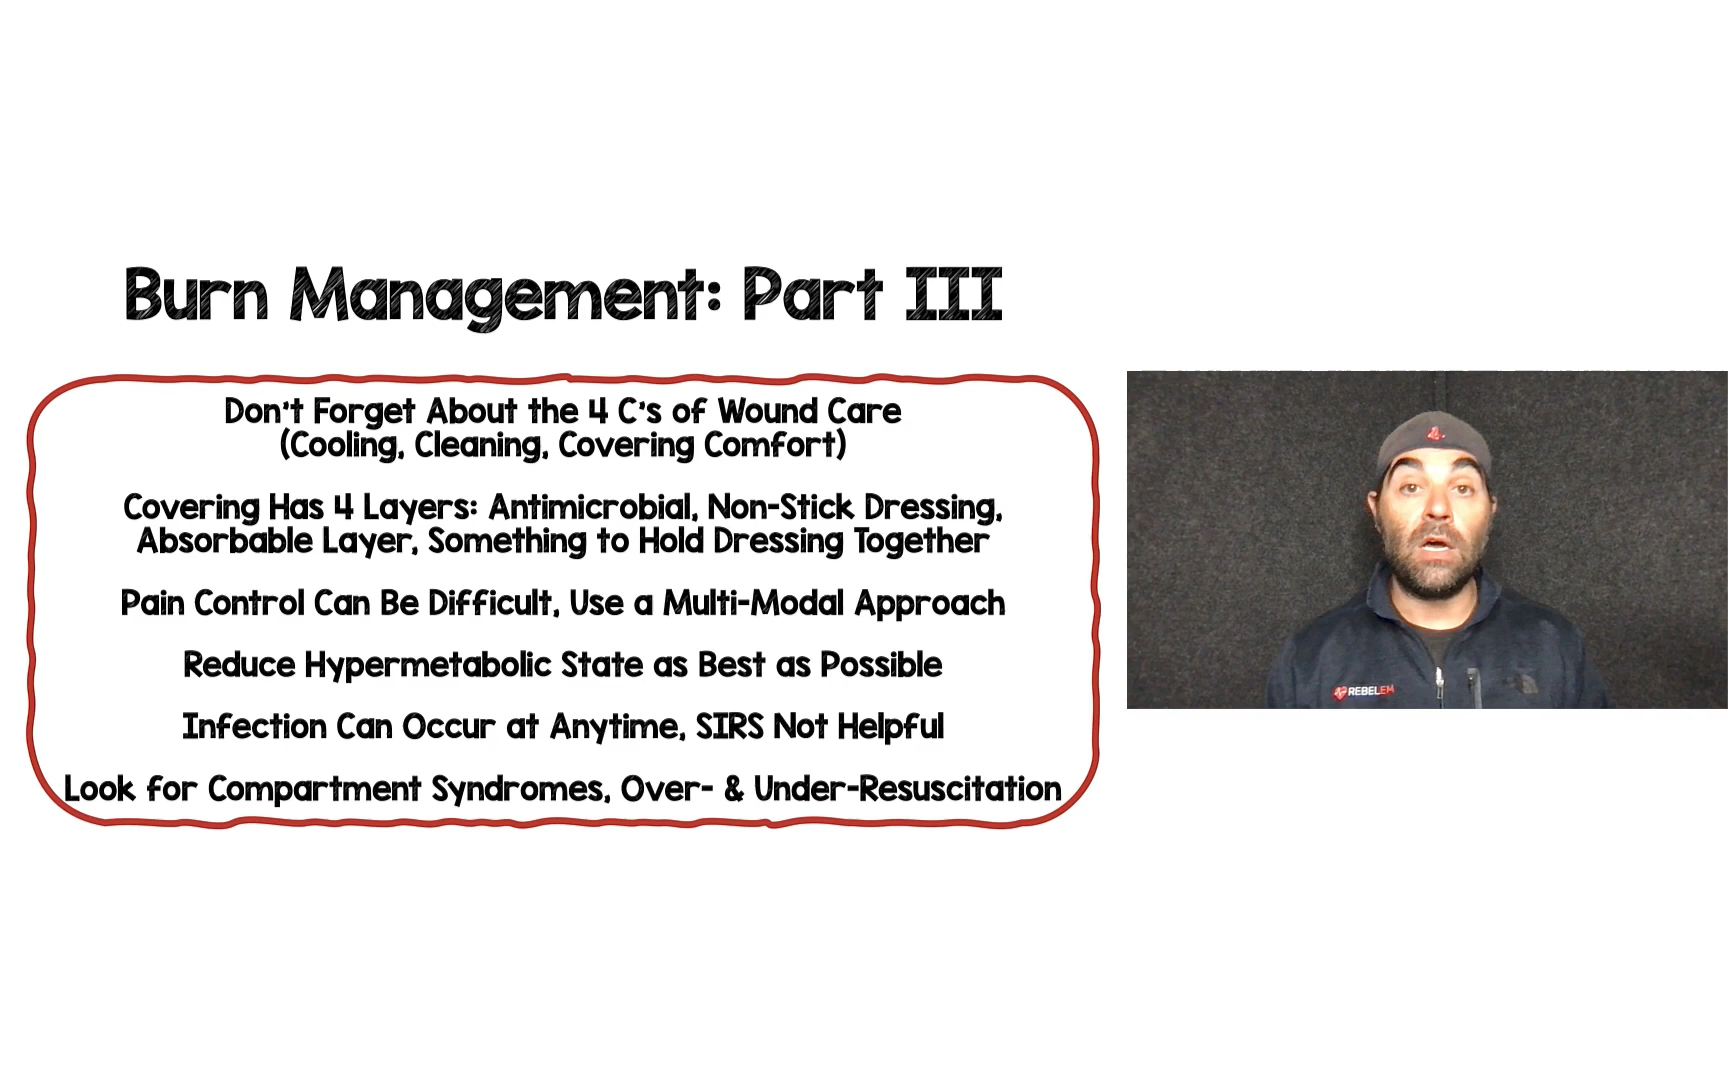 Burn Management: Part III
Don't Forget About the 4 C's of Wound Care
(Cooling, Cleaning, Covering Comfort)
Covering Has 4 Layers: Antimicrobial, Non-Stick Dressing,
Absorbable Layer, Something to Hold Dressing Together
Pain Control Can Be Difficult, Use a Multi-Modal Approach
Reduce Hypermetabolic State as Best as Possible
Infection Can Occur at Anytime, SIRS Not Helpful
Look for Compartment Syndromes, Over- & Under-Resuscitation
REBELEM